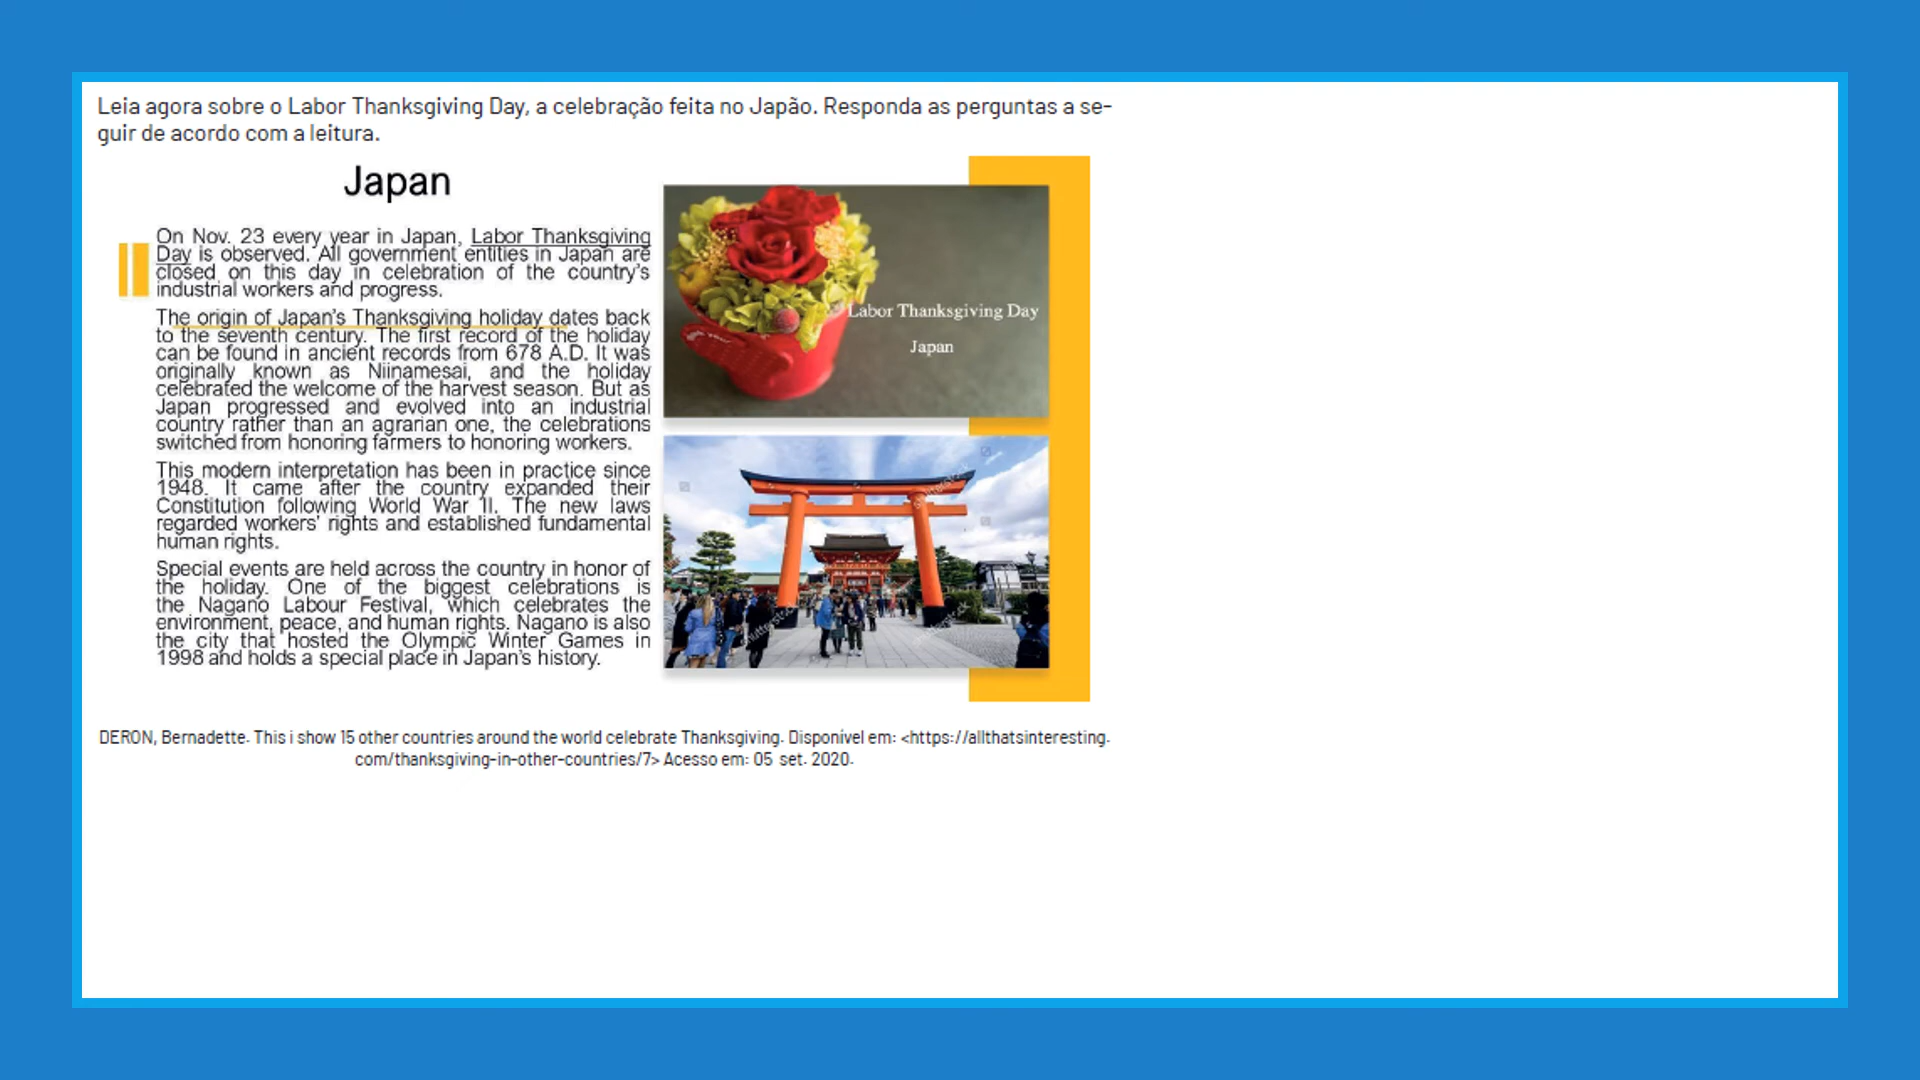 Leia agora sobre o Labor Thanksgiving Day, a celebração feita no Japão. Responda as perguntas a se-
guir de acordo com a leitura.
Japan
On Nov. 23 every year in Japan, Labor Thanksgiving
Day is observed. All government entities in Japan are
closed on this day in celebration of the country's
industrial workers and progress.
The origin of Japan's Thanksgiving holiday dates back
to the seventh century. The first record of the holiday
can be found in ancient records from 678 A.D. It was
originally known as Niinamesai, and the holiday
celebrated the welcome of the harvest season. But as
Japan progressed and evolved into an industrial
country rather than an agrarian one, the celebrations
switched from honoring farmers to honoring workers.
This modern interpretation has been in practice since
1948. It came after the country expanded their
Constitution following World War II. The new laws
regarded workers' rights and established fundamental
human rights.
Special events are held across the country in honor of
the holiday. One of the biggest celebrations is
the Nagano Labour Festival, which celebrates the
environment, peace, and human rights. Nagano is also
the city that hosted the Olympic Winter Games in
1998 and holds a special place in Japan's history.
Labor Thanksgiving Day
Japan
shutterstock
shutterstock
shutterstock
DERON, Bernadette. This i show 15 other countries around the world celebrate Thanksgiving. Disponível em: <https://allthatsinteresting.
com/thanksgiving-in-other-countries/7> Acesso em: 05 set. 2020.